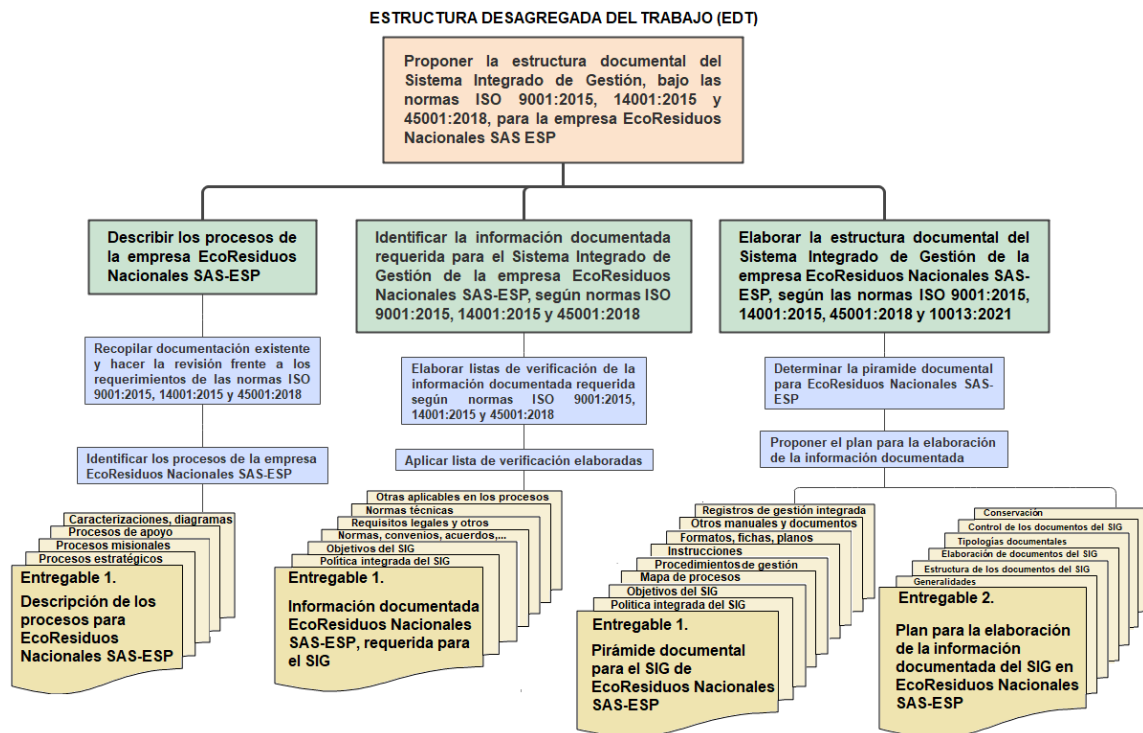 ESTRUCTURA DESAGREGADA DEL TRABAJO (EDT)
Proponer la estructura documental del
Sistema Integrado de Gestión, bajo las
normas ISO 9001:2015, 14001:2015 y
45001:2018, para la empresa EcoResiduos
Nacionales SAS ESP
Describir los procesos de
la empresa EcoResiduos
Nacionales SAS-ESP
Recopilar documentación existente
y hacer la revisión frente a los
requerimientos de las normas ISO
9001:2015, 14001:2015 y 45001:2018
Identificar los procesos de la empresa
EcoResiduos Nacionales SAS-ESP
Caracterizaciones, diagramas
Procesos de apoyo
Procesos misionales
Procesos estratégicos
Entregable 1.
Descripción de los
procesos para
EcoResiduos
Nacionales SAS-ESP
Identificar la información documentada
requerida para el Sistema Integrado de
Gestión de la empresa EcoResiduos
Nacionales SAS-ESP, según normas ISO
9001:2015, 14001:2015 y 45001:2018
Elaborar listas de verificación de la
información documentada requerida
según normas ISO 9001:2015,
14001:2015 y 45001:2018
Aplicar lista de verificación elaboradas
Otras aplicables en los procesos
Normas técnicas
Requisitos legales y otros
Normas, convenios, acuerdos,...
Objetivos del SIG
Política integrada del SIG
Entregable 1.
Información documentada
EcoResiduos Nacionales
SAS-ESP, requerida para
el SIG
Elaborar la estructura documental del
Sistema Integrado de Gestión de la
empresa EcoResiduos Nacionales SAS-
ESP, según las normas ISO 9001:2015,
14001:2015, 45001:2018 y 10013:2021
Determinar la piramide documental
para EcoResiduos Nacionales SAS-
ESP
Proponer el plan para la elaboración
de la información documentada
Registros de gestión integrada
Otros manuales y documentos
Formatos, fichas, planos
Instrucciones
Procedimientos de gestión
Mapa de procesos
Objetivos del SIG
Política integrada del SIG
Entregable 1.
Pirámide documental
para el SIG de
EcoResiduos Nacionales
SAS-ESP
Conservación
Control de los documentos del SIG
Tipologías documentales
Elaboración de documentos del SIG
Estructura de los documentos del SIG
Generalidades
Entregable 2.
Plan para la elaboración
de la información
documentada del SIG en
EcoResiduos Nacionales
SAS-ESP